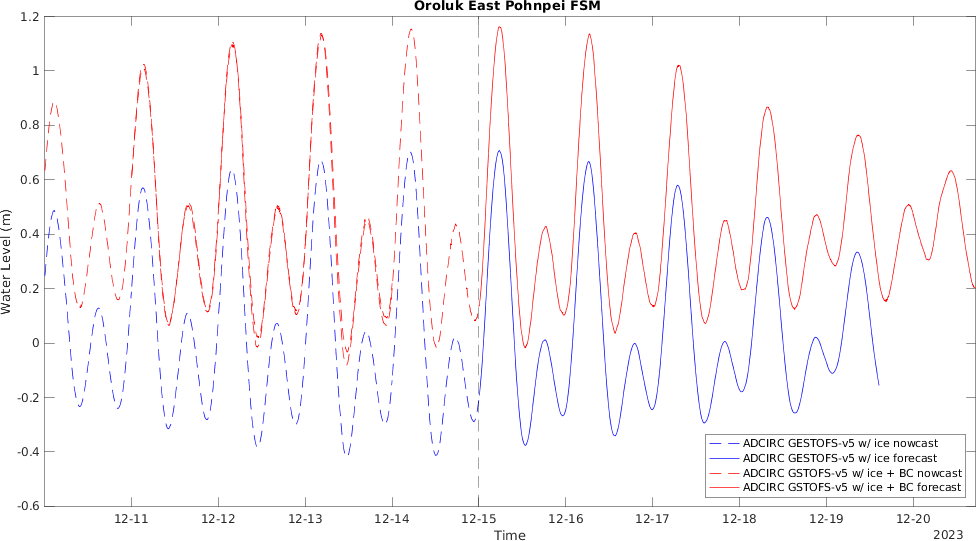 Oroluk East Pohnpei FSM
1.2
1
0.8
0.6
0.4
0.2
0
-0.2
-0.4
-0.6
Water Level (m)
ADCIRC GESTOFS-v5 w/ ice nowcast
ADCIRC GESTOFS-v5 w/ ice forecast
ADCIRC GSTOFS-v5 w/ ice + BC nowcast
ADCIRC GSTOFS-v5 w/ ice + BC forecast
12-11 12-12 12-13 12-14 12-15 12-16 12-17 12-18 12-19 12-20
Time
2023